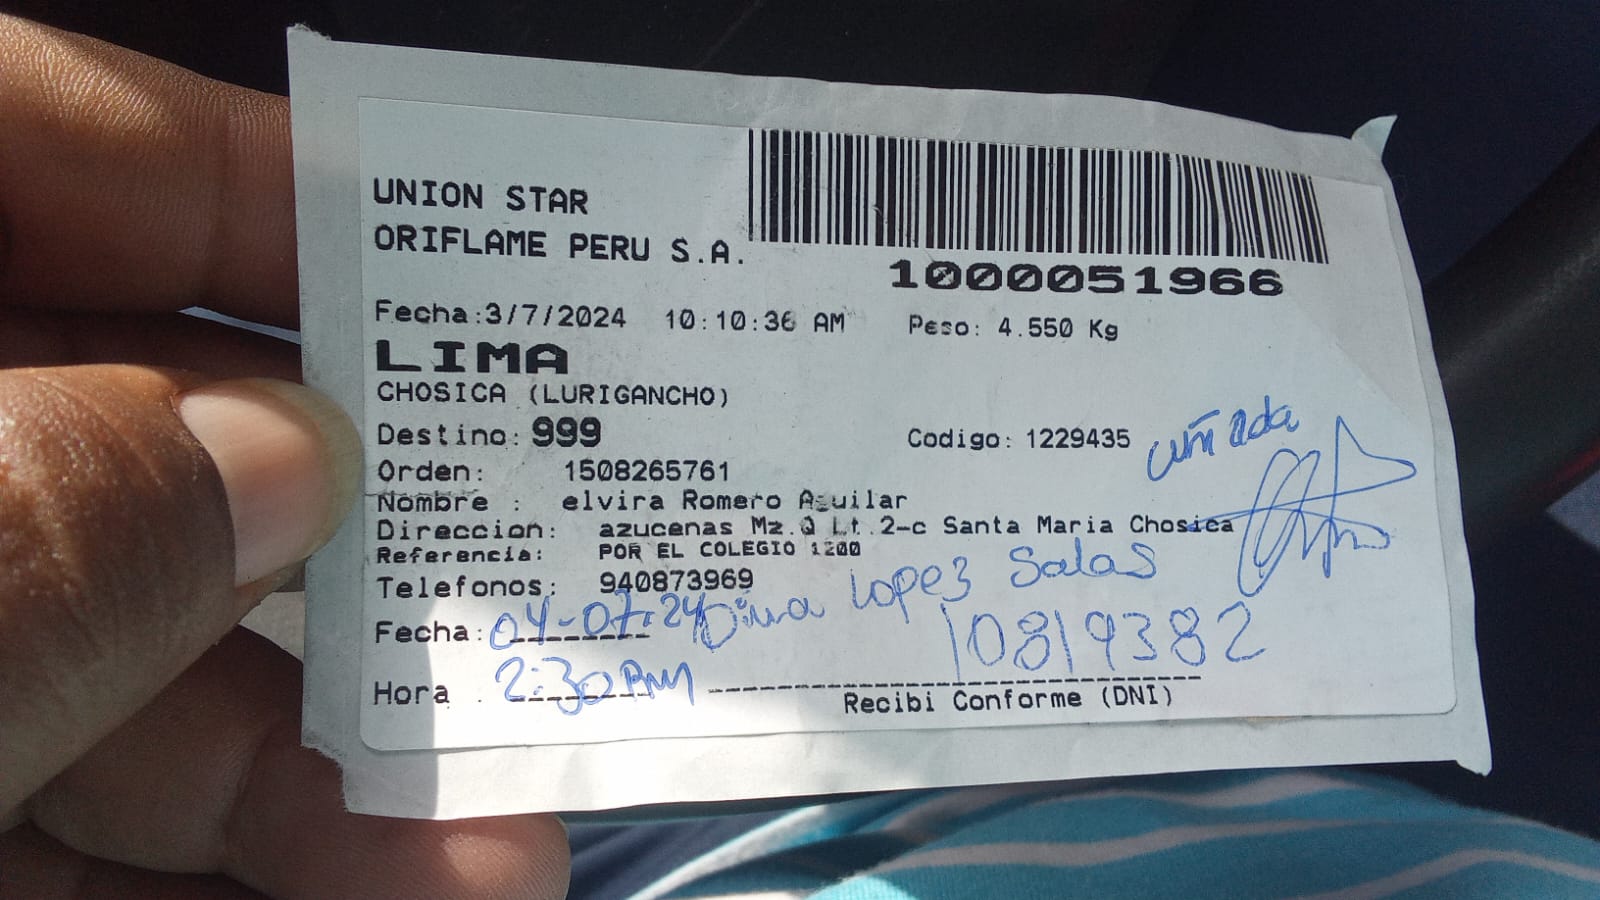 UNION STAR
ORIFLAME PERU S.A.
1000051966
Fecha:3/7/2024 10:10:36 AM Peso: 4.550 Kg
LIMA
CHOSICA (LURIGANCHO)
Destino: 999 Codigo: 1229435
cuñada
Orden: 1508265761
Nombre : elvira Romero Aguilar
Direccion: azucenas Mz.Q Lt.2-c Santa Maria Chosica
Referencia: POR EL COLEGIO 1200
Telefonos: 940873969
Lopez Salas
Fecha: 04-07-24
10819382
Hora : 2:30 PM
Recibi Conforme (DNI)